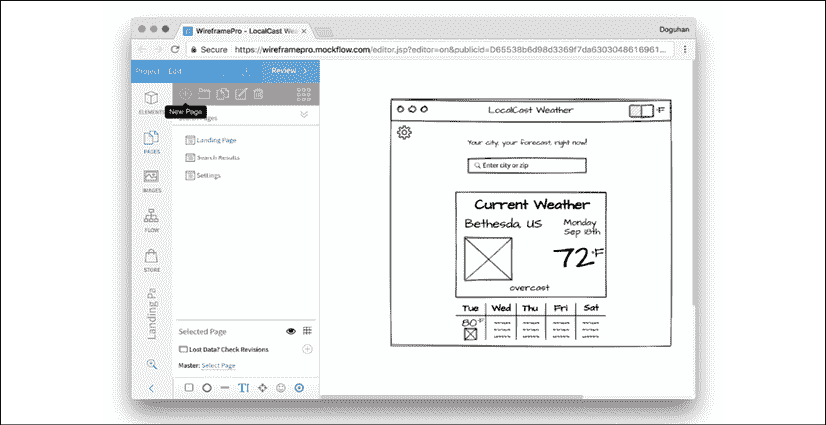 Doguhan
WireframePro - LocalCast Wea
Secure https://wireframepro.mockflow.com/editor.jsp?editor=on&publicid=D65538b6d98d3369f7da6303048616961...
Project Edit Review
New Page
ELEMENTS
PAGES
Landing Page
Search Results
Settings
IMAGES
FLOW
STORE
Landing Pa
Selected Page
Lost Data? Check Revisions
Master: Select Page
TI
LocalCast Weather
°F
Your city, your forecast, right now!
Enter city or zip
Current Weather
Bethesda, US
Monday
Sep 18th
72°F
overcast
Tue Wed Thu Fri Sat
80°F